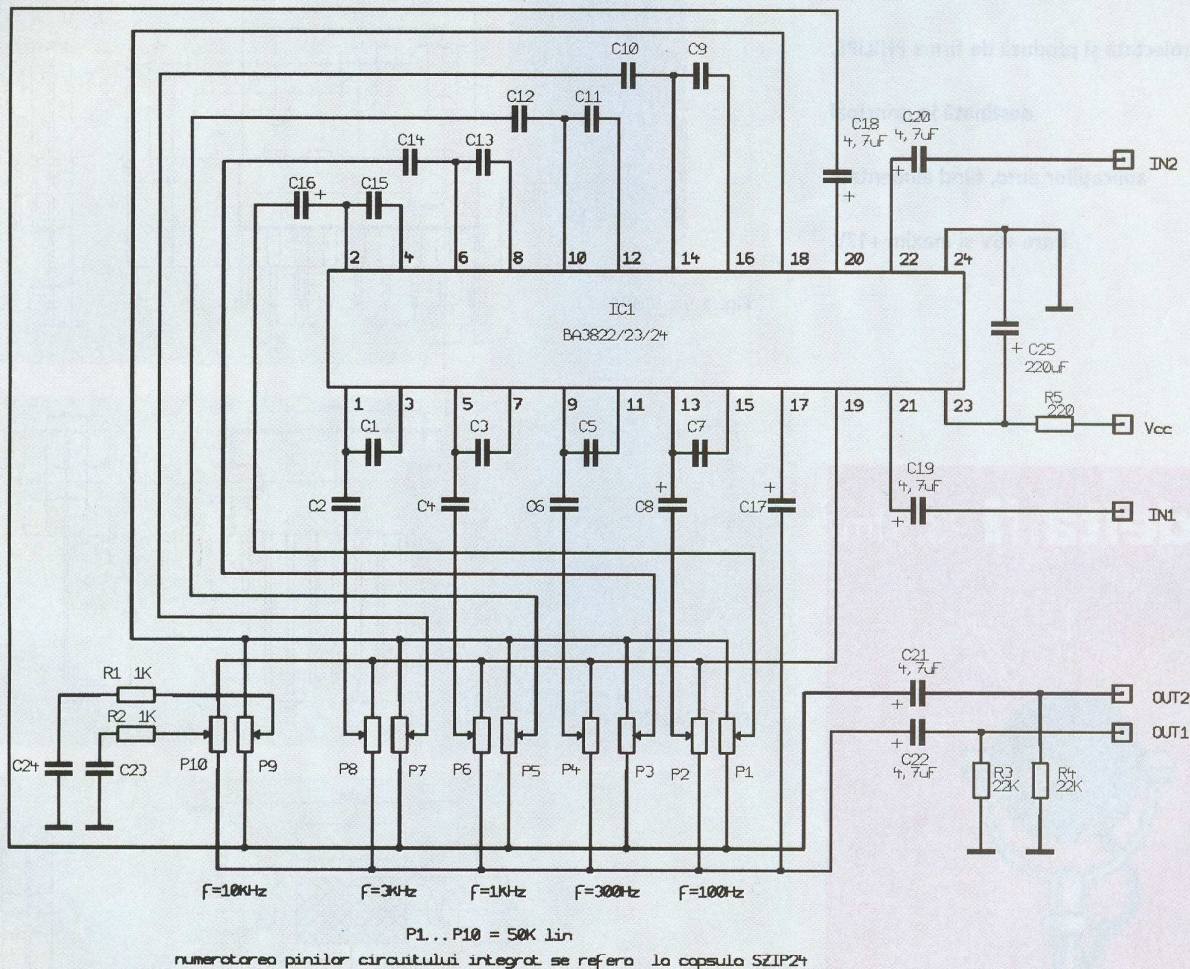 C10 C9
C12 C11
C14 C13
C16 + C15
C18
4,7uF
+
C20
4,7uF
+
IN2
2 4 6 8 10 12 14 16 18 20 22 24
IC1
BA3822/23/24
+ C25
220uF
1 3 5 7 9 11 13 15 17 19 21 23
R5
220
Vcc
C1 C3 C5 C7
C19
4,7uF
+
IN1
C2 C4 C6 + C8 + C17
R1 1K
R2 1K
C24 C23
P10 P9 P8 P7 P6 P5 P4 P3 P2 P1
C21
4,7uF
+
OUT2
C22
4,7uF
+
OUT1
R3
22K
R4
22K
F=10KHz F=3KHz F=1KHz F=300Hz F=100Hz
P1...P10 = 50K lin
numerotarea pinilor circuitului integrat se refera la capsula SZIP24